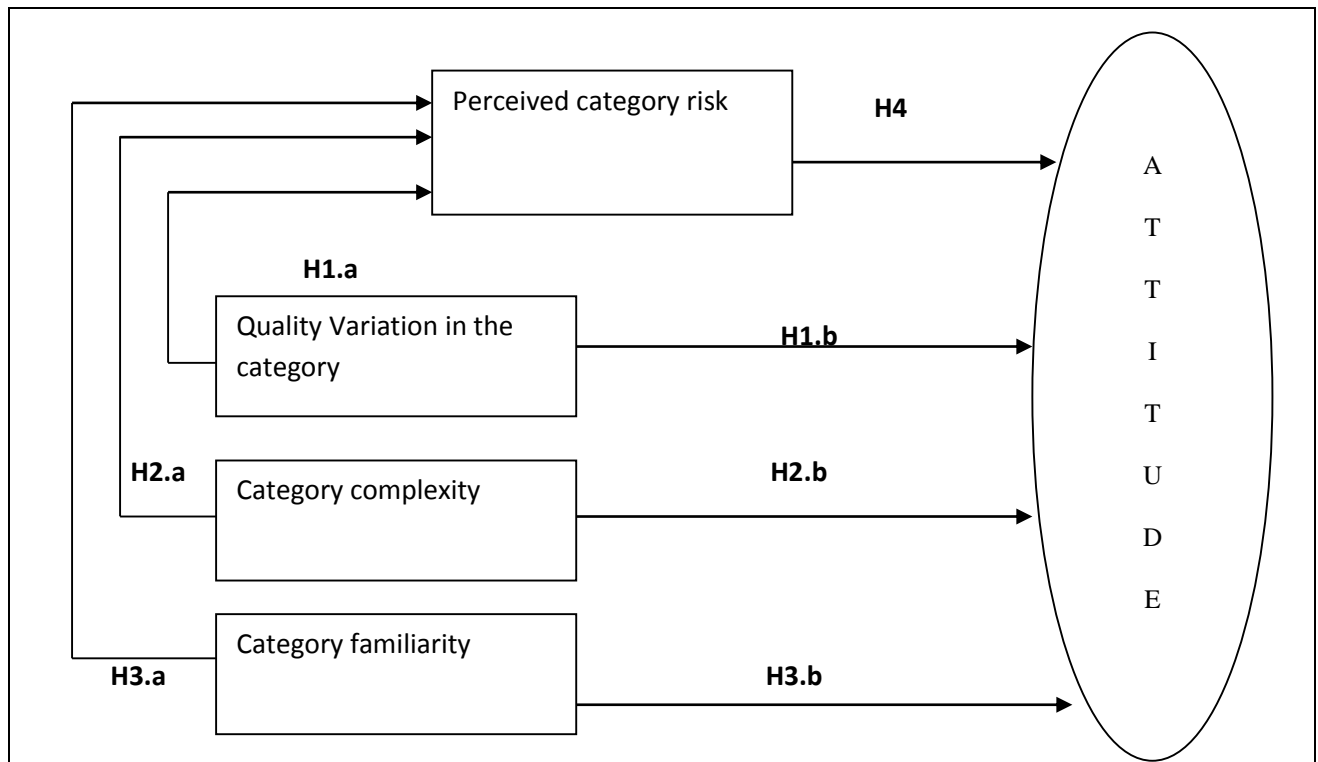 Perceived category risk
H4
H1.a
Quality Variation in the
category
H1.b
H2.a
Category complexity
H2.b
Category familiarity
H3.a
H3.b
A
T
T
I
T
U
D
E